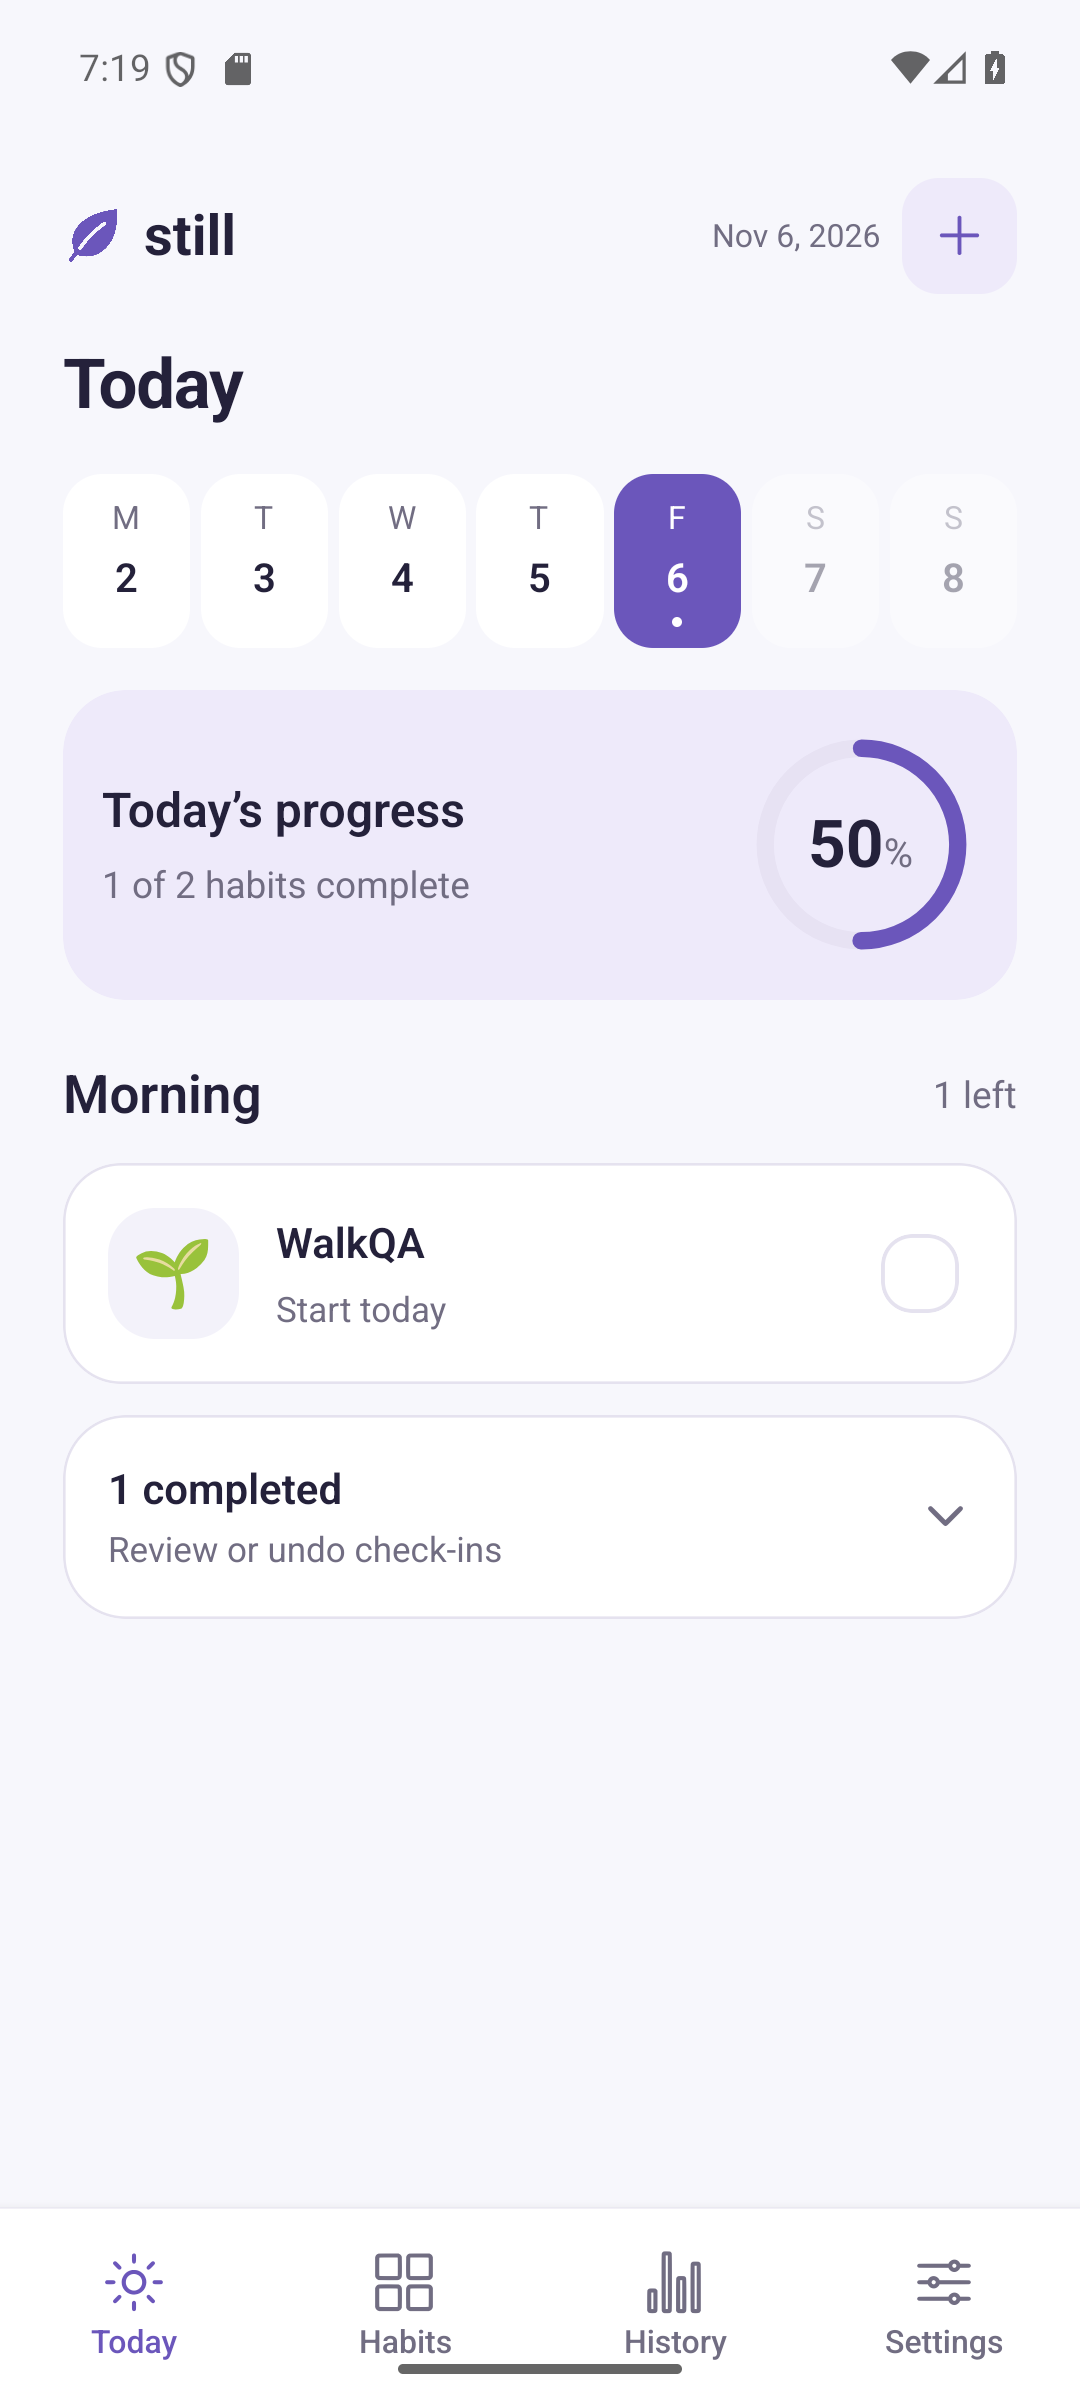 7:19
still
Nov 6, 2026
Today
M T W T F S S
2 3 4 5 6 7 8
Today’s progress
1 of 2 habits complete
50%
Morning
1 left
WalkQA
Start today
1 completed
Review or undo check-ins
Today Habits History Settings